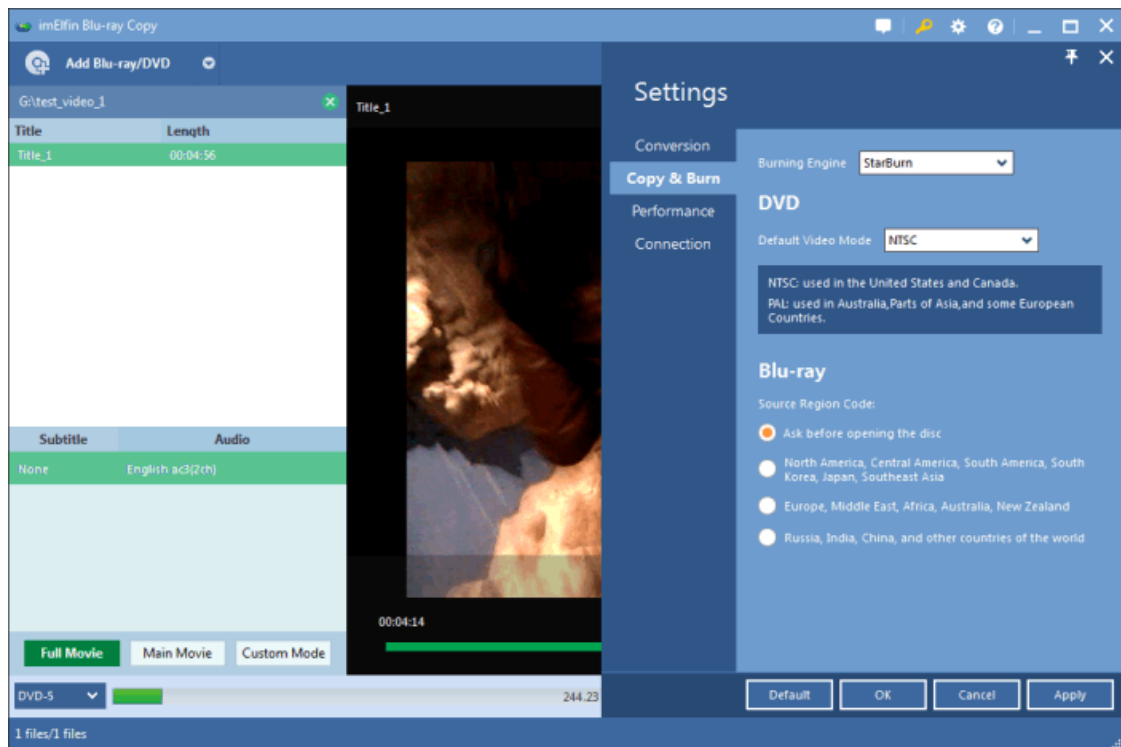 imElfin Blu-ray Copy
Add Blu-ray/DVD
G:\test_video_1
Title Length
Title_1 00:04:56
Subtitle Audio
None English ac3(2ch)
Full Movie Main Movie Custom Mode
DVD-5
244.23
1 files/1 files
Title_1
00:04:14
Settings
Conversion
Copy & Burn
Performance
Connection
Burning Engine StarBurn
DVD
Default Video Mode NTSC
NTSC: used in the United States and Canada.
PAL: used in Australia,Parts of Asia,and some European
Countries.
Blu-ray
Source Region Code:
Ask before opening the disc
North America, Central America, South America, South
Korea, Japan, Southeast Asia
Europe, Middle East, Africa, Australia, New Zealand
Russia, India, China, and other countries of the world
Default OK Cancel Apply